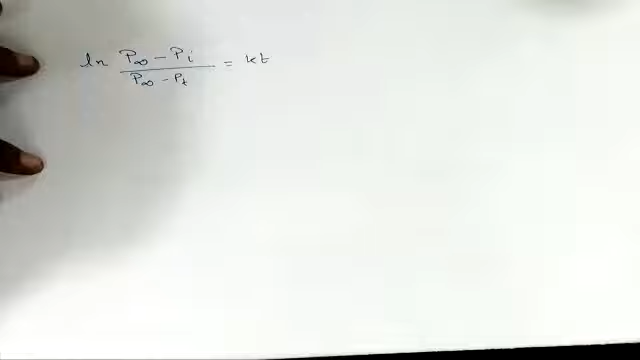 ln P∞ - Pi / P∞ - Pt = kt